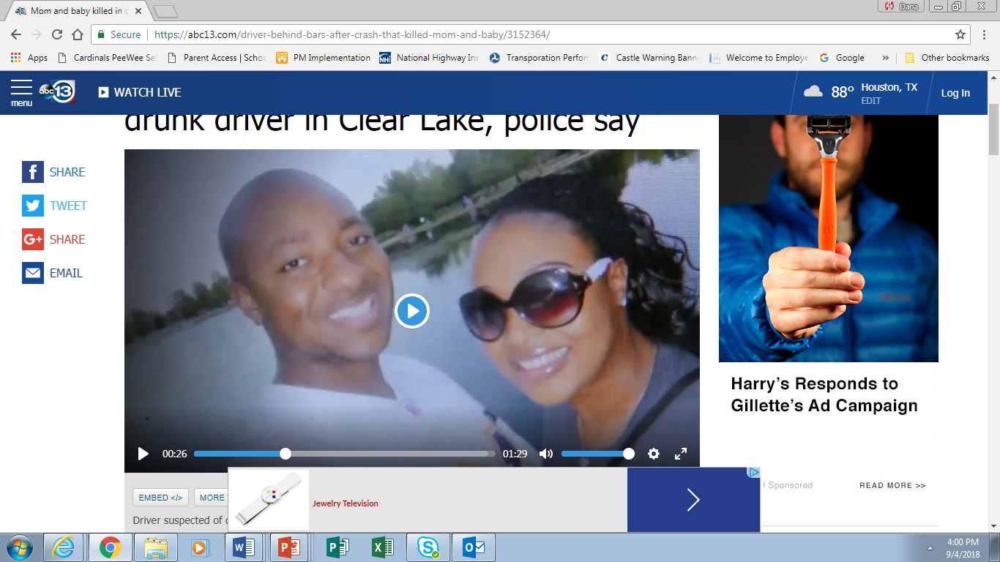 Mom and baby killed in c
Dana
Secure
https://abc13.com/driver-behind-bars-after-crash-that-killed-mom-and-baby/3152364/
Apps
Cardinals PeeWee Se
Parent Access | Schoo
PM Implementation
National Highway Ins
Transporation Perfor
Castle Warning Bann
Welcome to Employe
Google
»
Other bookmarks
menu
abc 13
WATCH LIVE
88°
Houston, TX
EDIT
Log In
drunk driver in Clear Lake, police say
SHARE
TWEET
SHARE
EMAIL
00:26
01:29
Harry's Responds to
Gillette's Ad Campaign
Sponsored
READ MORE >>
EMBED </>
MORE
Jewelry Television
Driver suspected of
4:00 PM
9/4/2018